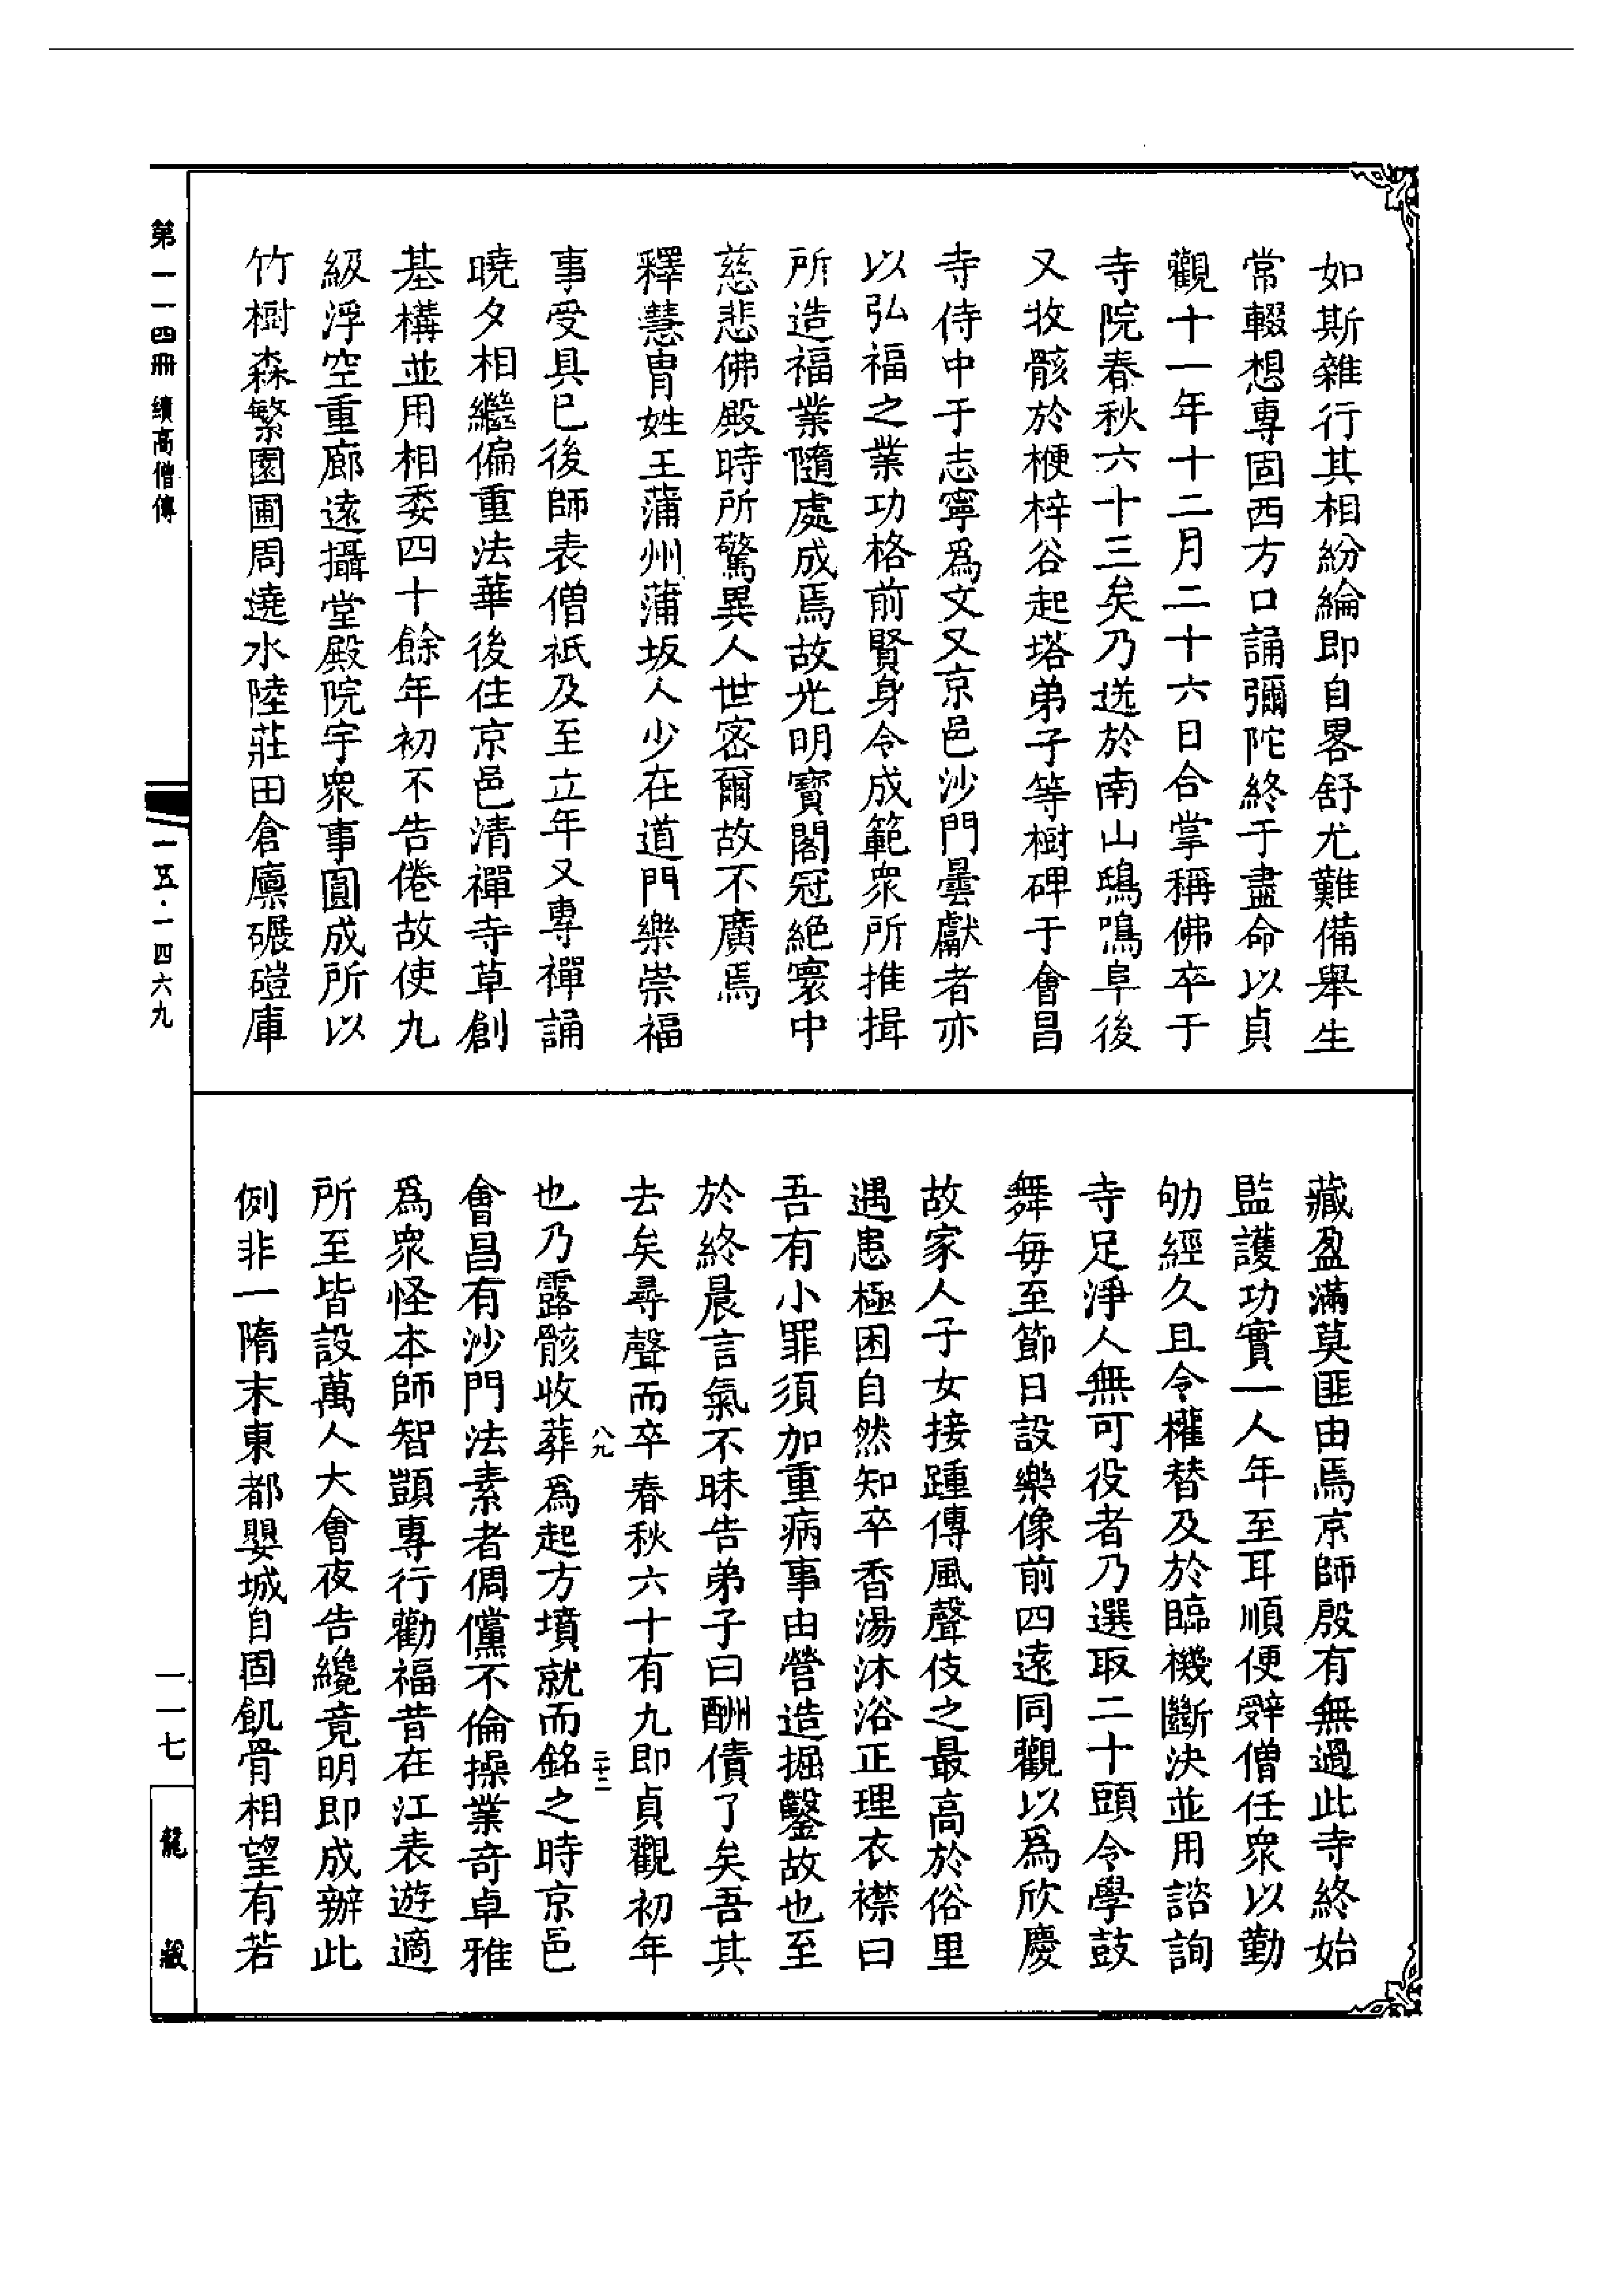 如斯雜行其相紛綸即自畧舒尤難備舉生
常輟想專固西方口誦彌陀終于盡命以貞
觀十一年十二月二十六日合掌稱佛卒于
寺院春秋六十三矣乃送於南山鴟鳴阜後
又收骸於楩梓谷起塔弟子等樹碑于會昌
寺侍中于志寧爲文又京邑沙門曇獻者亦
以弘福之業功格前賢身令成範衆所推揖
所造福業隨處成焉故光明寶閣冠絶寰中
慈悲佛殿時所驚異人世密爾故不廣焉
釋慧胄姓王蒲州蒲坂人少在道門樂崇福
事受具已後師表僧祇及至立年又專禪誦
曉夕相繼偏重法華後住京邑清禪寺草創
基構並用相委四十餘年初不告倦故使九
級浮空重廊遠攝堂殿院宇衆事圓成所以
竹樹森繁園圃周遶水陸莊田倉廩碾磑庫
藏盈滿莫匪由焉京師殷有無過此寺終始
監護功實一人年至耳順便辭僧任衆以勤
劬經久且令權替及於臨機斷決並用諮詢
寺足淨人無可役者乃選取二十頭令學鼓
舞每至節日設樂像前四遠同觀以爲欣慶
故家人子女接踵傳風聲伎之最高於俗里
遇患極困自然知卒香湯沐浴正理衣襟曰
吾有小罪須加重病事由營造掘鑿故也至
於終晨言氣不昧告弟子曰酬債了矣吾其
去矣尋聲而卒春秋六十有九即貞觀初年
八九
二十三
也乃露骸收葬爲起方墳就而銘之時京邑
會昌有沙門法素者倜儻不倫操業奇卓雅
爲衆怪本師智顗專行勸福昔在江表遊適
所至皆設萬人大會夜告纔竟明即成辦此
例非一隋末東都嬰城自固飢骨相望有若
第一一四冊 續高僧傳
一五·一四六九
一一七
龍藏